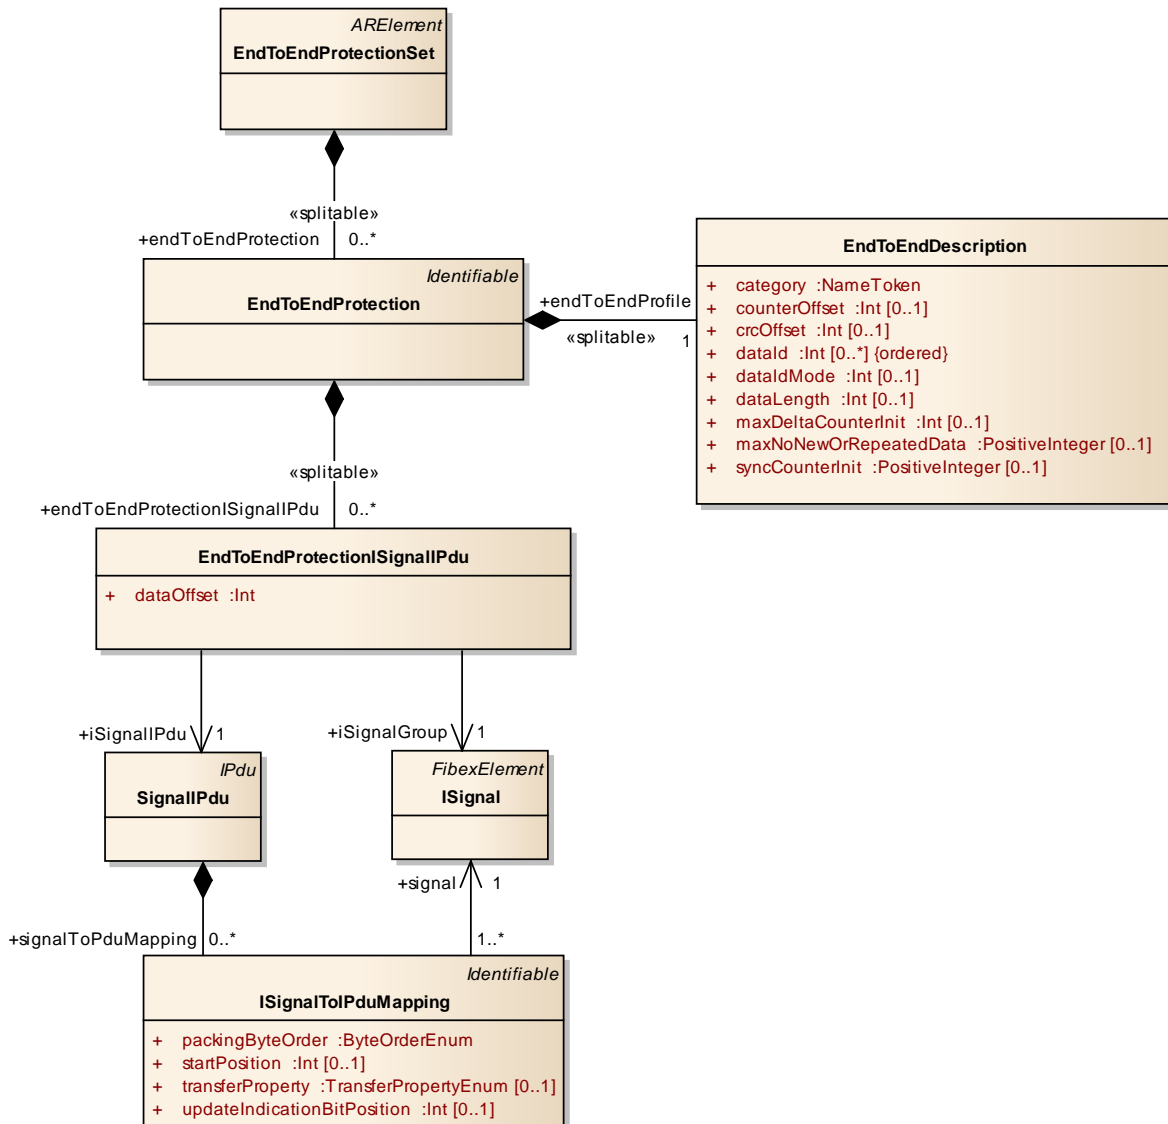 ARElement
EndToEndProtectionSet
«splitable»
+endToEndProtection 0..*
Identifiable
EndToEndProtection
+endToEndProfile
«splitable» 1
EndToEndDescription
+ category :NameToken
+ counterOffset :Int [0..1]
+ crcOffset :Int [0..1]
+ dataId :Int [0..*] {ordered}
+ dataIdMode :Int [0..1]
+ dataLength :Int [0..1]
+ maxDeltaCounterInit :Int [0..1]
+ maxNoNewOrRepeatedData :PositiveInteger [0..1]
+ syncCounterInit :PositiveInteger [0..1]
«splitable»
+endToEndProtectionISignalIPdu 0..*
EndToEndProtectionISignalIPdu
+ dataOffset :Int
+iSignalIPdu 1
+iSignalGroup 1
IPdu
SignalIPdu
FibexElement
ISignal
+signal 1
+signalToPduMapping 0..*
1..*
Identifiable
ISignalToIPduMapping
+ packingByteOrder :ByteOrderEnum
+ startPosition :Int [0..1]
+ transferProperty :TransferPropertyEnum [0..1]
+ updateIndicationBitPosition :Int [0..1]